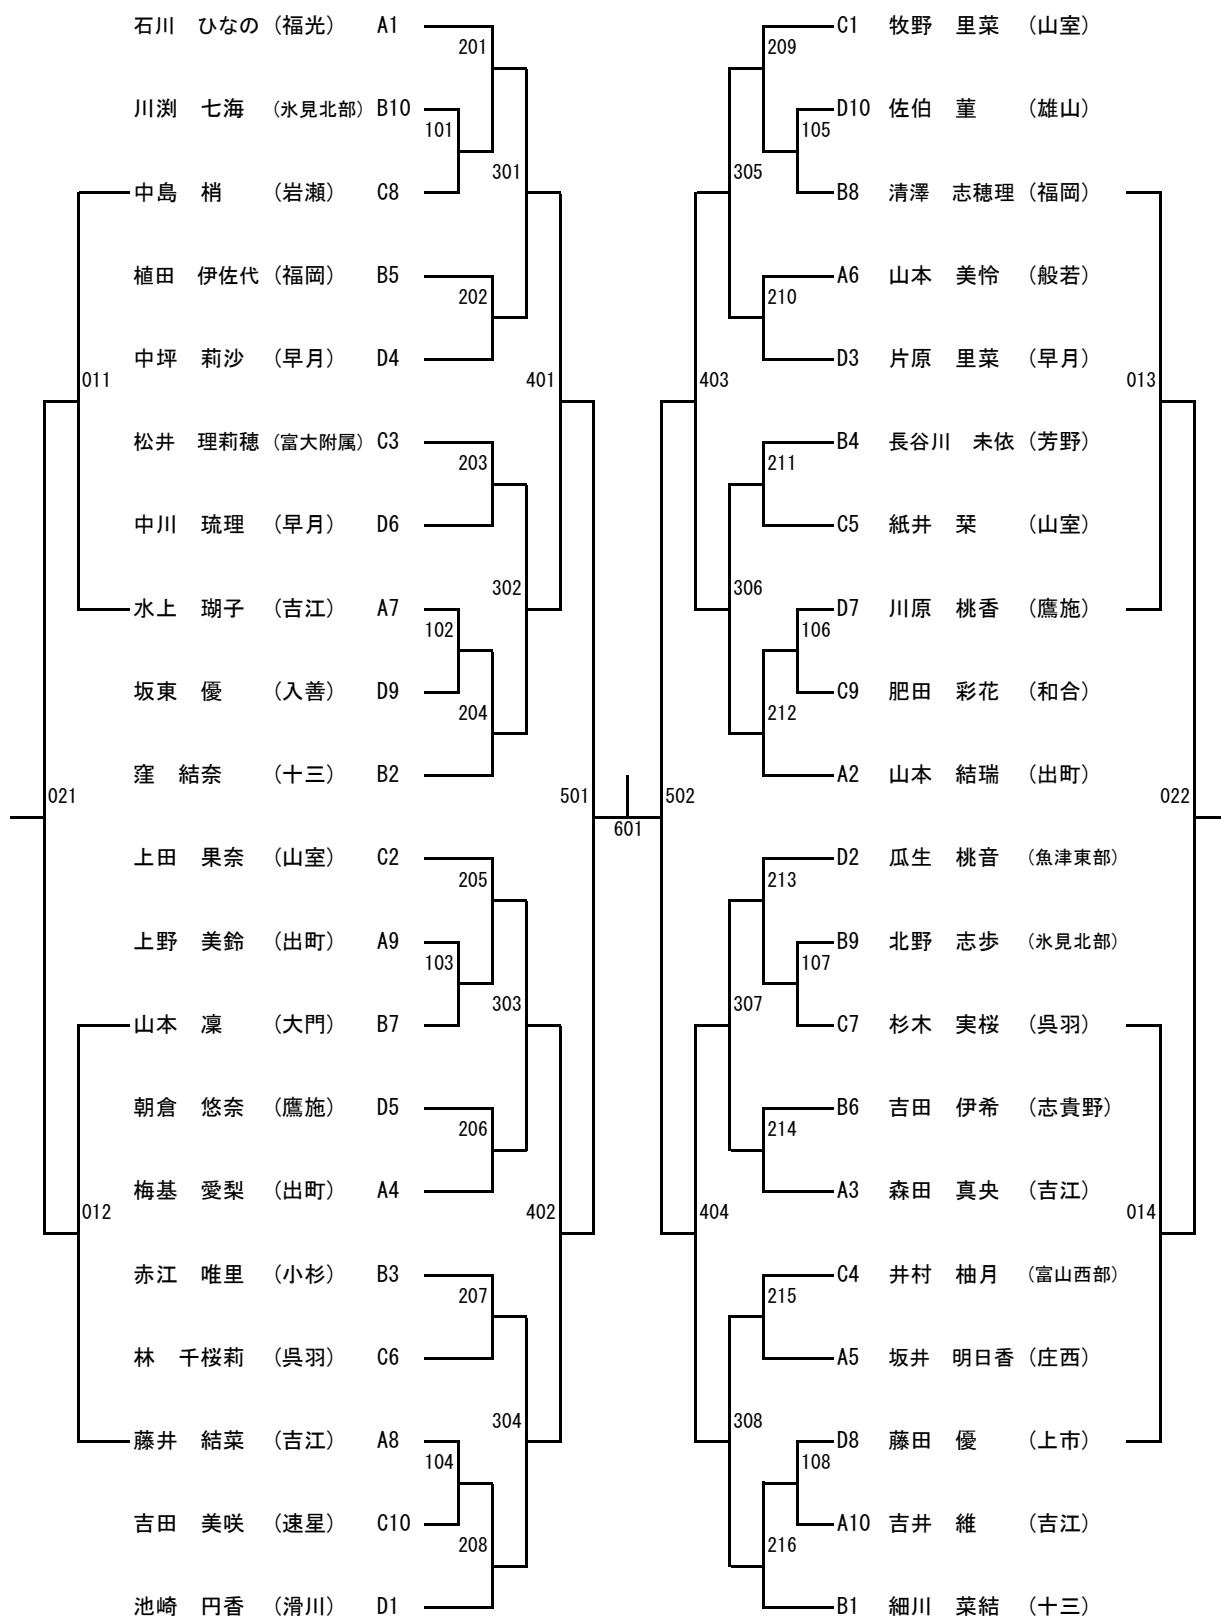 石川　ひなの（福光）　A1
201
川渕　七海　（氷見北部）B10
101
中島　梢　（岩瀬）　C8
301
植田　伊佐代（福岡）　B5
202
中坪　莉沙　（早月）　D4
011
401
松井　理莉穂（富大附属）C3
203
中川　琉理　（早月）　D6
302
水上　瑚子　（吉江）　A7
102
坂東　優　（入善）　D9
204
窪　結奈　（十三）　B2
021
501
上田　果奈　（山室）　C2
205
上野　美鈴　（出町）　A9
103
303
山本　凜　（大門）　B7
朝倉　悠奈　（鷹施）　D5
206
梅基　愛梨　（出町）　A4
012
402
赤江　唯里　（小杉）　B3
207
林　千桜莉　（呉羽）　C6
304
藤井　結菜　（吉江）　A8
104
吉田　美咲　（速星）　C10
208
池崎　円香　（滑川）　D1
601
C1　牧野　里菜　（山室）
209
D10　佐伯　菫　（雄山）
105
305
B8　清澤　志穂理（福岡）
A6　山本　美怜　（般若）
210
D3　片原　里菜　（早月）
403
013
B4　長谷川　未依（芳野）
211
C5　紙井　栞　（山室）
306
D7　川原　桃香　（鷹施）
106
C9　肥田　彩花　（和合）
212
A2　山本　結瑞　（出町）
502
022
D2　瓜生　桃音　（魚津東部）
213
B9　北野　志歩　（氷見北部）
107
307
C7　杉木　実桜　（呉羽）
B6　吉田　伊希　（志貴野）
214
A3　森田　真央　（吉江）
404
014
C4　井村　柚月　（富山西部）
215
A5　坂井　明日香（庄西）
308
D8　藤田　優　（上市）
108
A10　吉井　維　（吉江）
216
B1　細川　菜結　（十三）